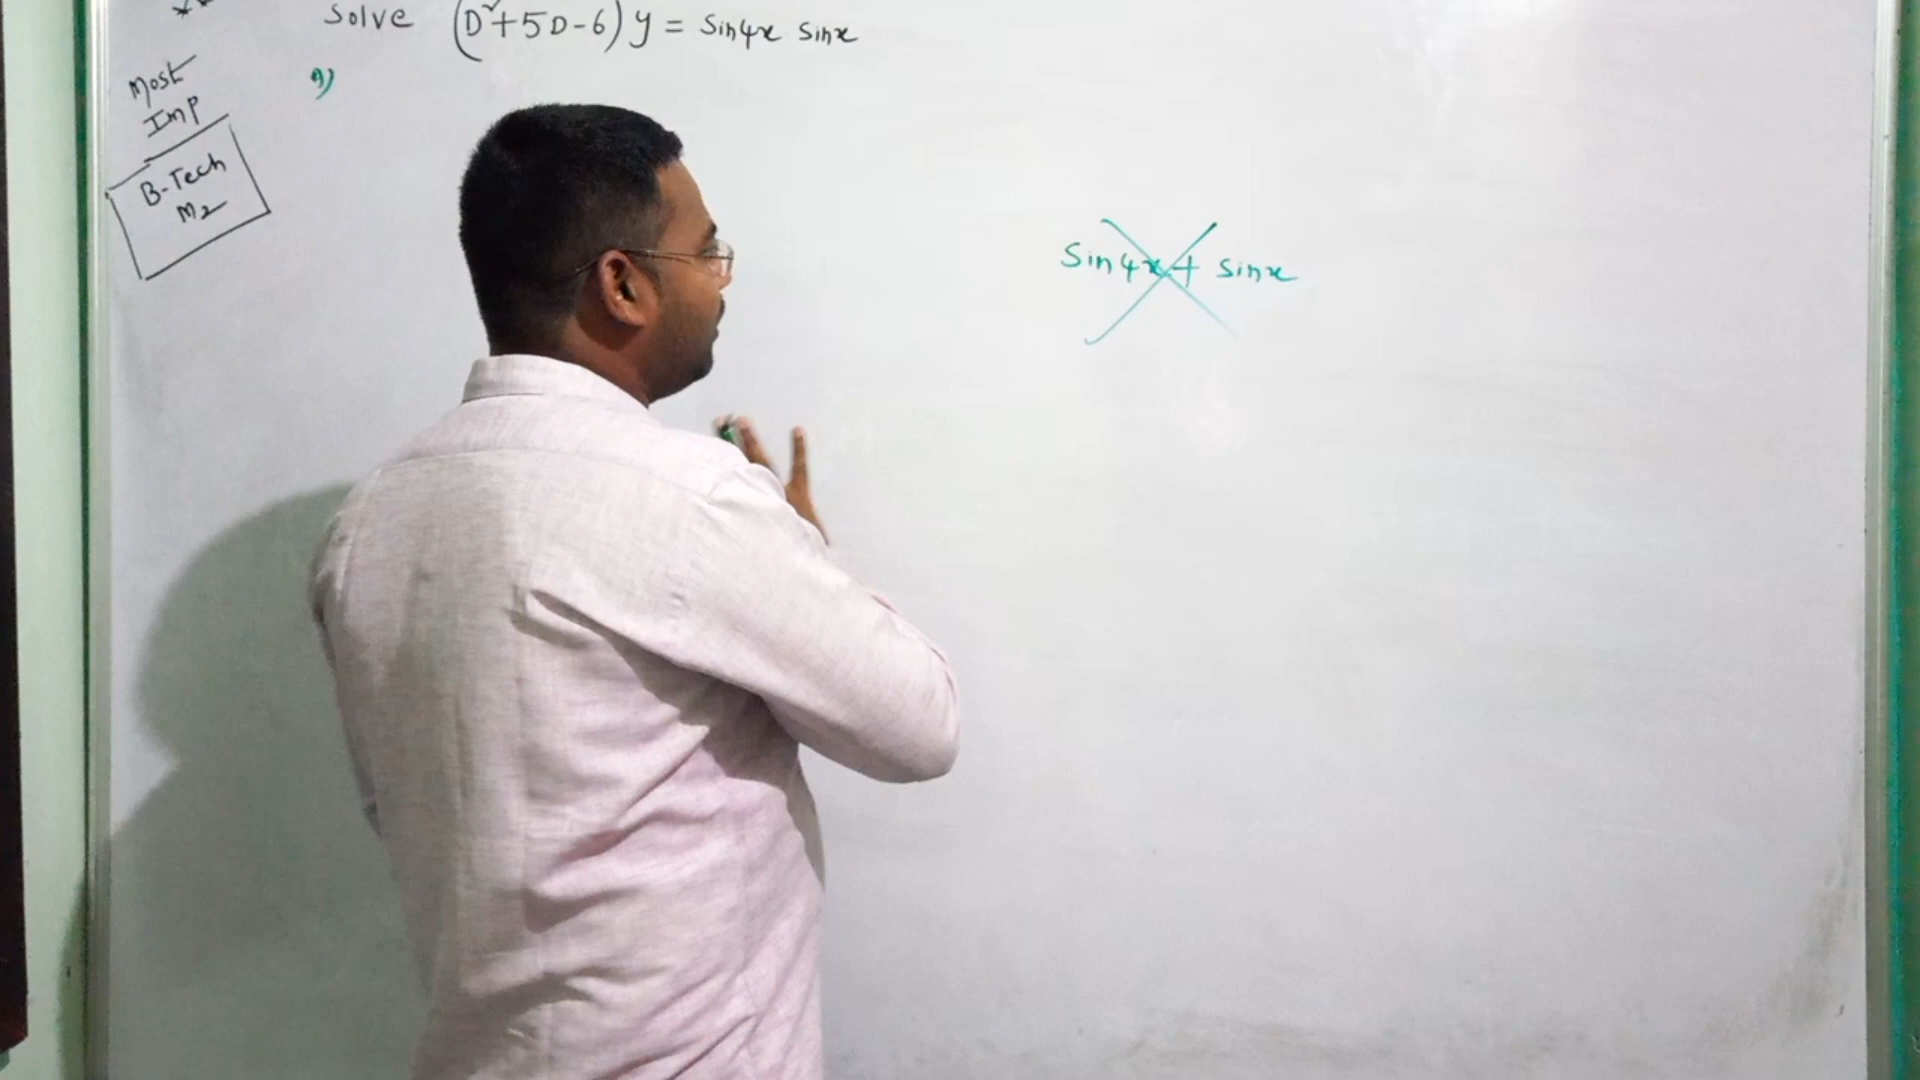 Solve (D²+5D-6) y = Sin4x sinx
Most
Imp
B-Tech
M2
Sin4x + sinx